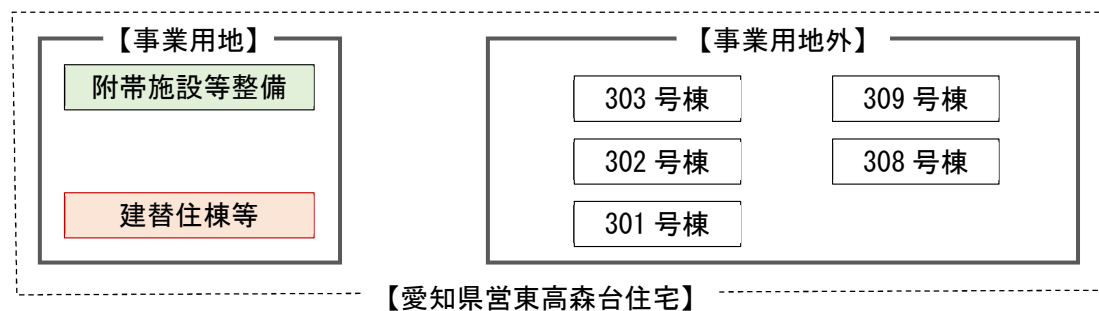 【事業用地】
附帯施設等整備
建替住棟等
【事業用地外】
303 号棟
309 号棟
302 号棟
308 号棟
301 号棟
【愛知県営東高森台住宅】